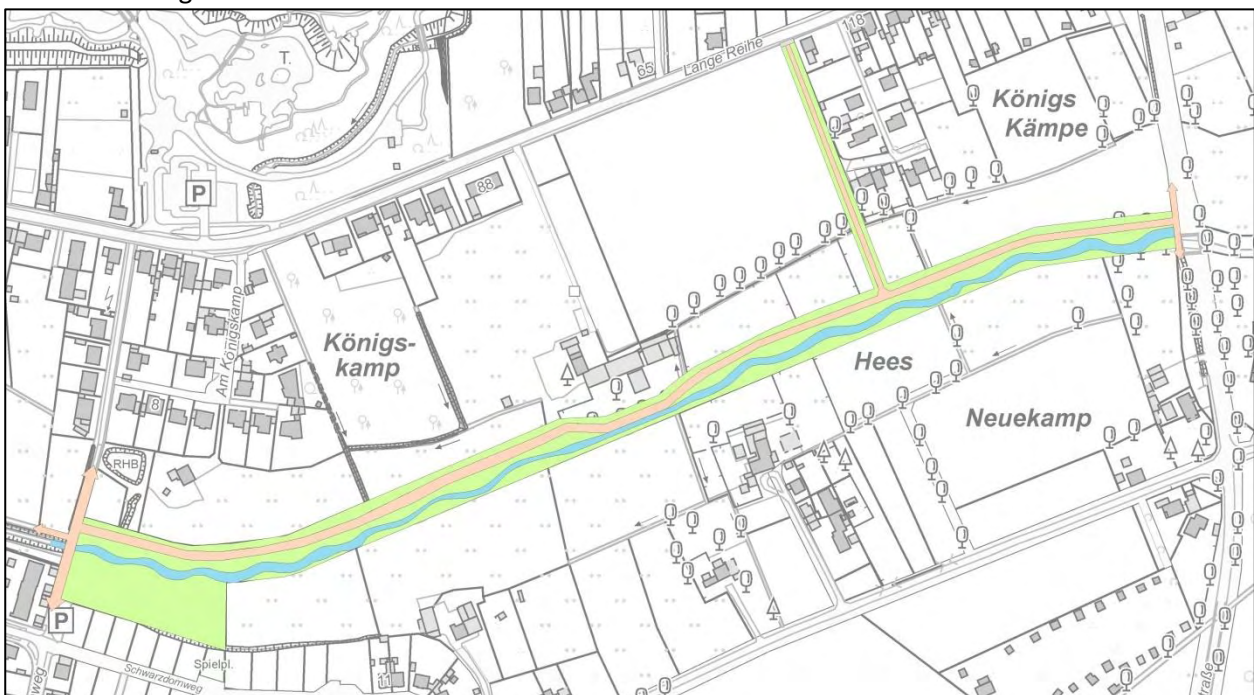 T.
65
Lange Reihe
118
Königs
Kämpe
P
88
Am Königskamp
Königs-
kamp
8
Hees
Neuekamp
RHB
P
Spielpl.
Schwarzdornweg
11
weg
straße